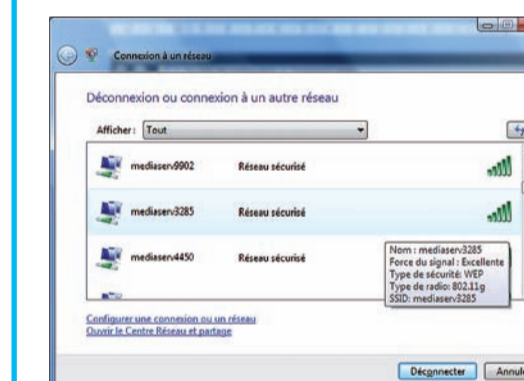 Connexion à un réseau
Déconnexion ou connexion à un autre réseau
Afficher : Tout
mediaserv9902 Réseau sécurisé
mediaserv3285 Réseau sécurisé
mediaserv4450 Réseau sécurisé
Nom : mediaserv3285
Force du signal : Excellente
Type de sécurité: WEP
Type de radio: 802.11g
SSID: mediaserv3285
Configurer une connexion ou un réseau
Ouvrir le Centre Réseau et partage
Déconnecter Annule